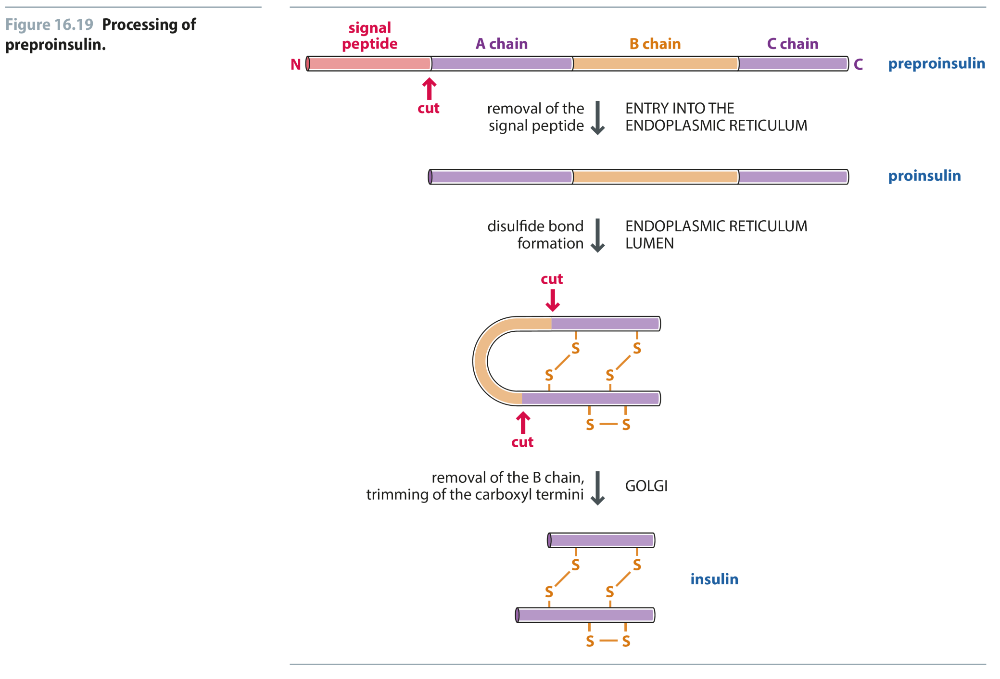 Figure 16.19 Processing of
preproinsulin.
signal
peptide
A chain
B chain
C chain
N
C
preproinsulin
cut
removal of the
signal peptide
ENTRY INTO THE
ENDOPLASMIC RETICULUM
proinsulin
disulfide bond
formation
ENDOPLASMIC RETICULUM
LUMEN
cut
S
S
S
S
S
S
cut
removal of the B chain,
trimming of the carboxyl termini
GOLGI
S
S
S
S
insulin
S
S